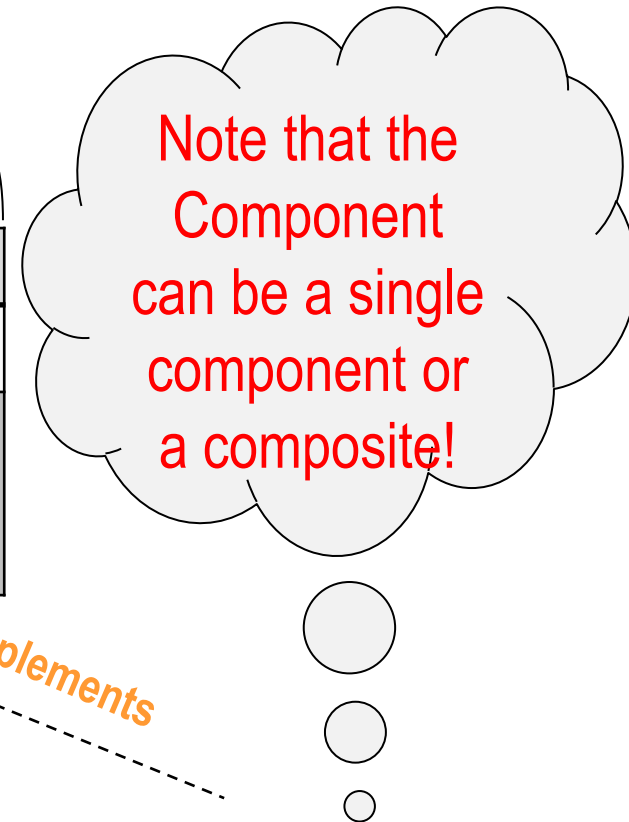 Note that the
Component
can be a single
component or
a composite!
plements